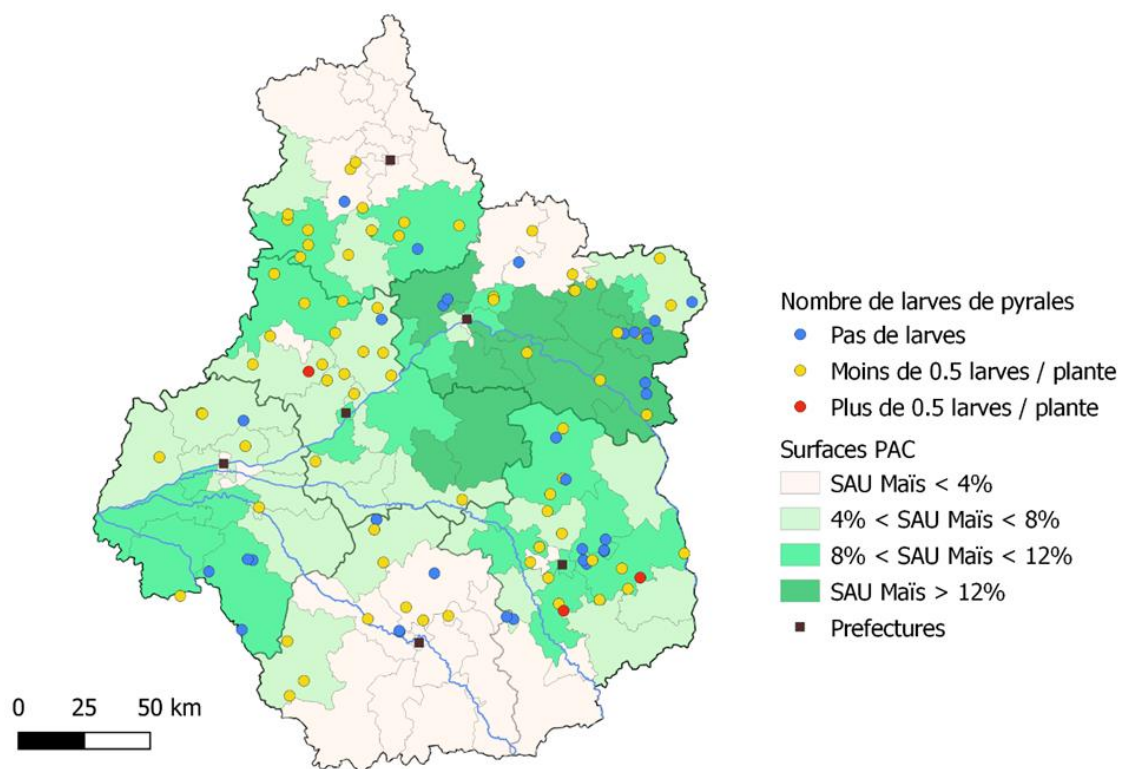 Nombre de larves de pyrales
Pas de larves
Moins de 0.5 larves / plante
Plus de 0.5 larves / plante
Surfaces PAC
SAU Maïs < 4%
4% < SAU Maïs < 8%
8% < SAU Maïs < 12%
SAU Maïs > 12%
Prefectures
0 25 50 km